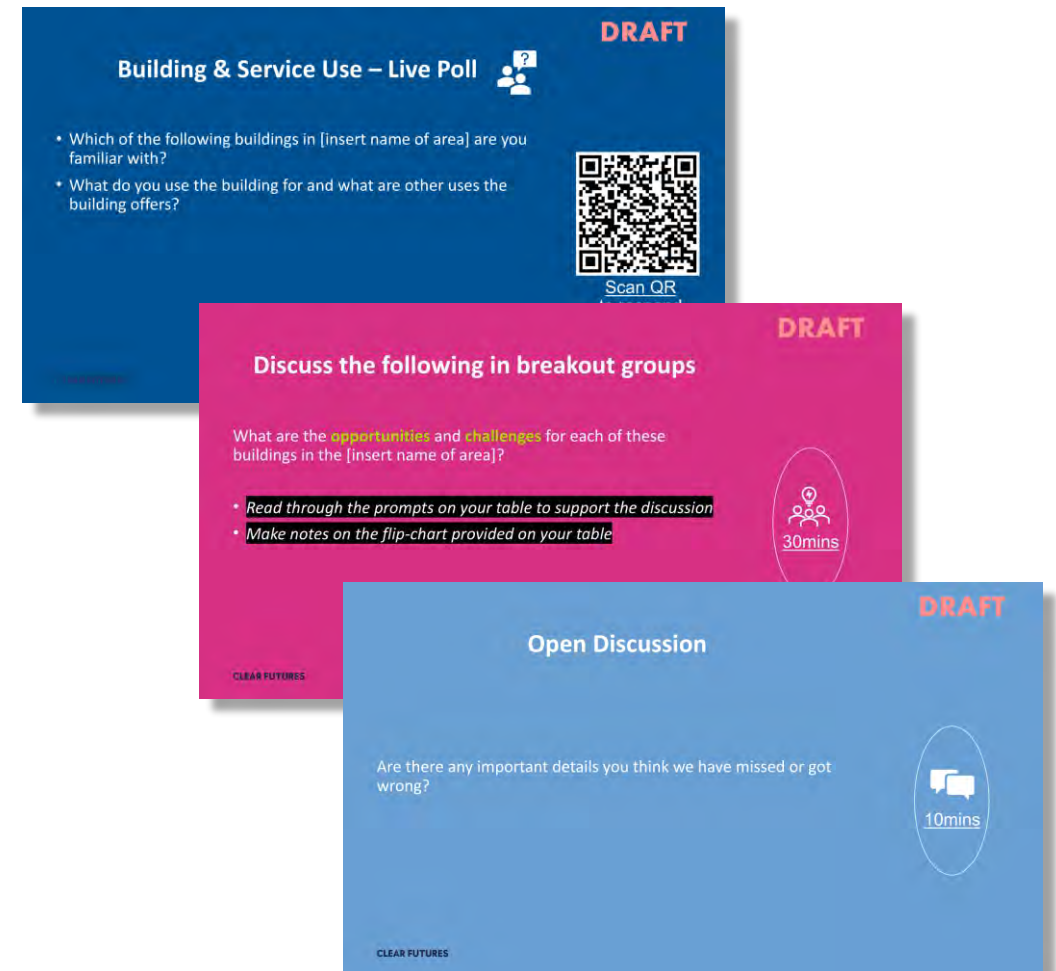 DRAFT
Building & Service Use – Live Poll
?
• Which of the following buildings in [insert name of area] are you
familiar with?
• What do you use the building for and what are other uses the
building offers?
Scan QR
DRAFT
Discuss the following in breakout groups
What are the opportunities and challenges for each of these
buildings in the [insert name of area]?
• Read through the prompts on your table to support the discussion
• Make notes on the flip-chart provided on your table
30mins
CLEAR FUTURES
DRAFT
Open Discussion
Are there any important details you think we have missed or got
wrong?
10mins
CLEAR FUTURES